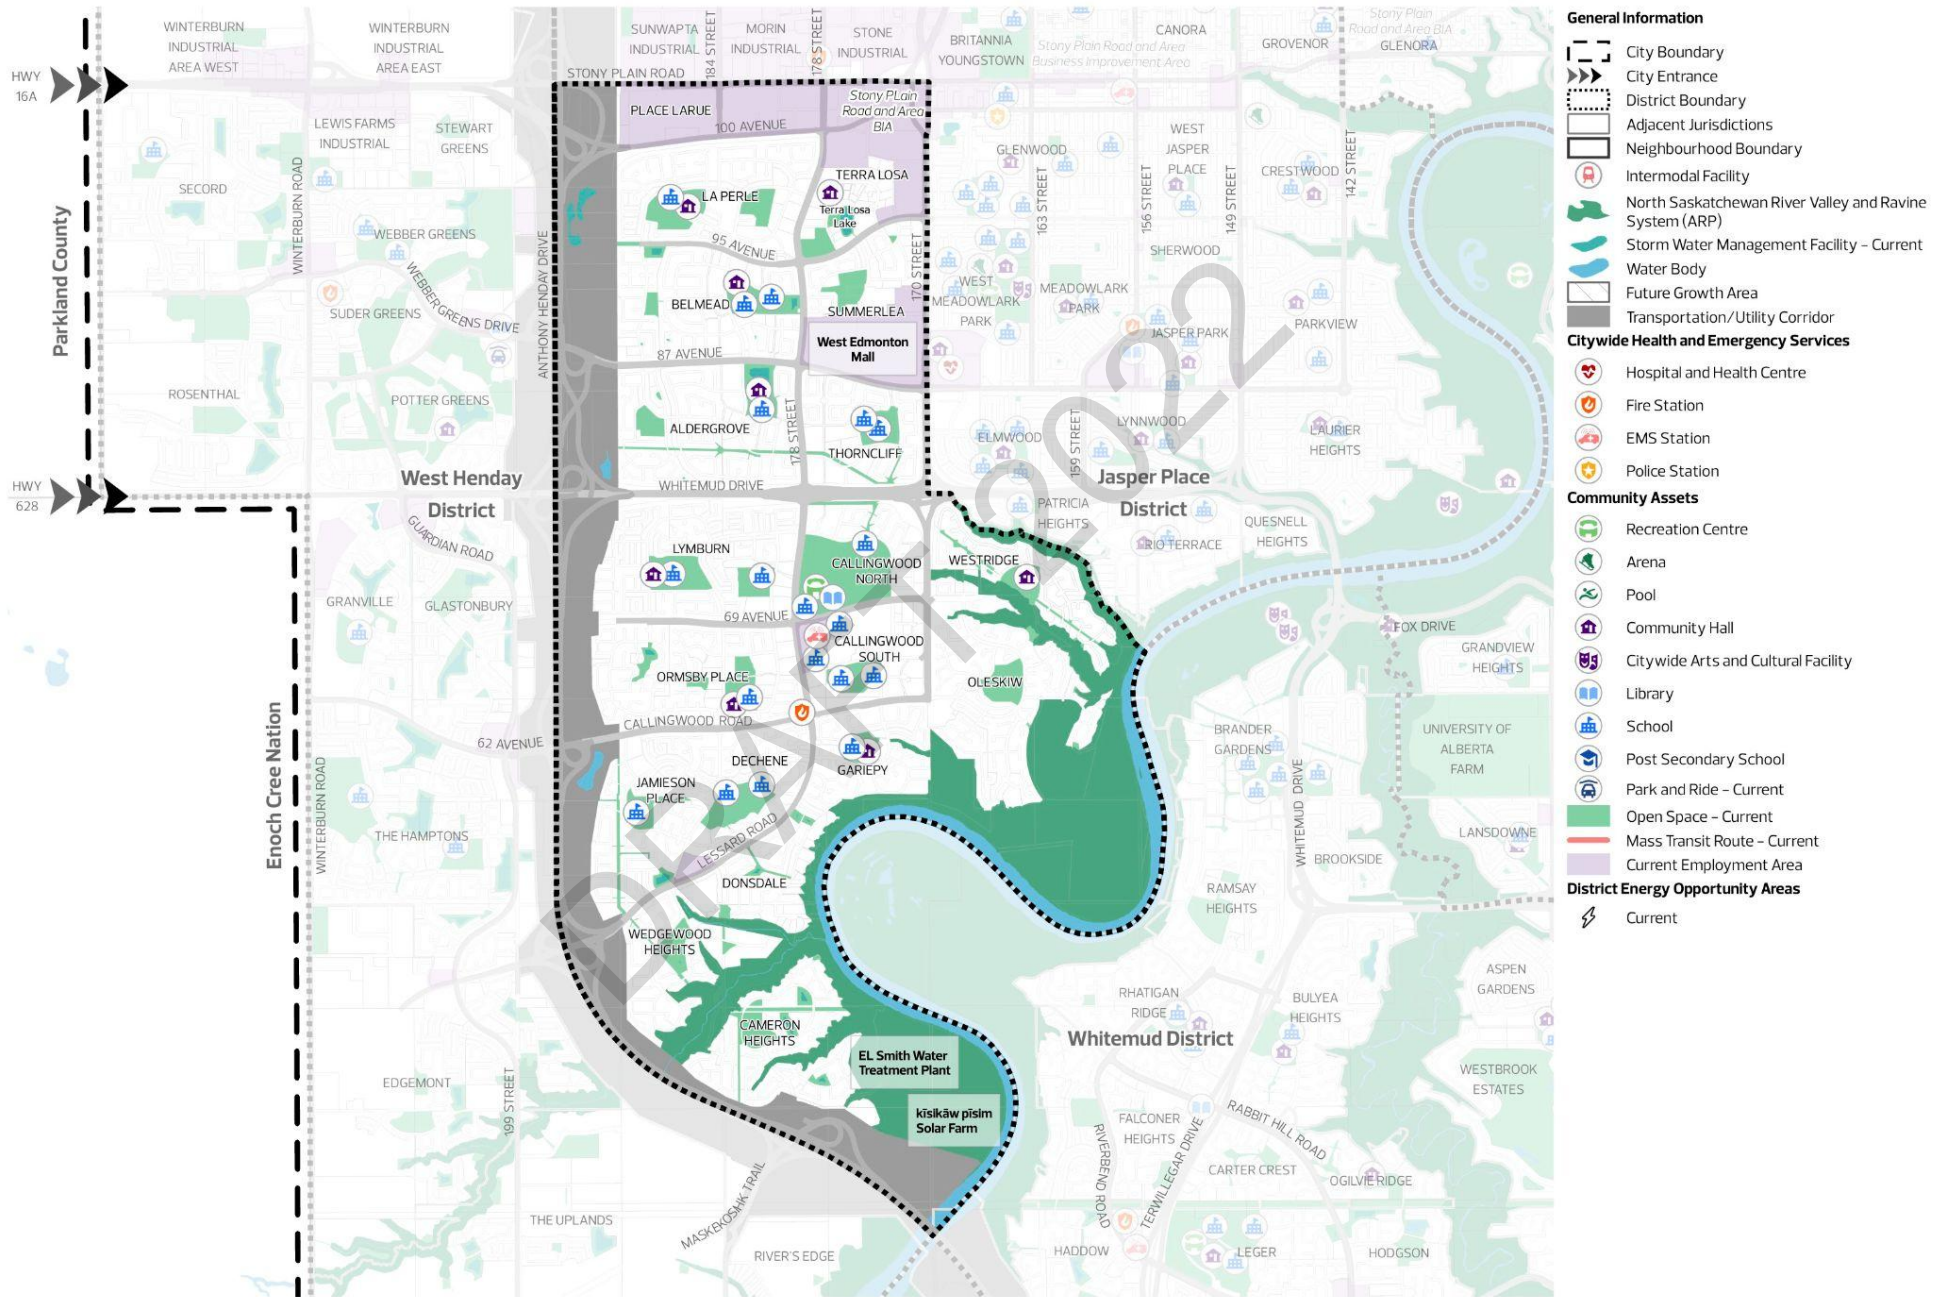 WINTERBURN
INDUSTRIAL
AREA WEST
WINTERBURN
INDUSTRIAL
AREA EAST
SUNWAPTA
INDUSTRIAL
184 STREET
MORIN
INDUSTRIAL
178 STREET
STONE
INDUSTRIAL
BRITANNIA
YOUNGSTOWN
Stony Plain Road and Area
Business Improvement Area
CANORA
GROVENOR
Stony Plain
Road and Area BIA
GLENORA
HWY
16A
STONY PLAIN ROAD
PLACE LARUE
Stony PLain
Road and Area
BIA
100 AVENUE
LEWIS FARMS
INDUSTRIAL
STEWART
GREENS
GLENWOOD
WEST
JASPER
PLACE
CRESTWOOD
142 STREET
SECORD
WINTERBURN ROAD
LA PERLE
TERRA LOSA
Terra Losa
Lake
163 STREET
156 STREET
149 STREET
Parkland County
WEBBER GREENS
WEBBER GREENS DRIVE
ANTHONY HENDAY DRIVE
95 AVENUE
170 STREET
SHERWOOD
SUDER GREENS
BELMEAD
SUMMERLEA
WEST
MEADOWLARK
PARK
MEADOWLARK
PARK
JASPER PARK
PARKVIEW
West Edmonton
Mall
87 AVENUE
ROSENTHAL
POTTER GREENS
ALDERGROVE
178 STREET
THORNCLIFF
ELMWOOD
159 STREET
LYNNWOOD
LAURIER
HEIGHTS
HWY
628
West Henday
District
WHITEMUD DRIVE
Jasper Place
District
PATRICIA
HEIGHTS
RIO TERRACE
QUESNELL
HEIGHTS
GUARDIAN ROAD
LYMBURN
CALLINGWOOD
NORTH
WESTRIDGE
GRANVILLE
GLASTONBURY
69 AVENUE
CALLINGWOOD
SOUTH
FOX DRIVE
GRANDVIEW
HEIGHTS
ORMSBY PLACE
OLESKIW
CALLINGWOOD ROAD
62 AVENUE
BRANDER
GARDENS
UNIVERSITY OF
ALBERTA
FARM
Enoch Cree Nation
WINTERBURN ROAD
DECHENE
GARIEPY
JAMIESON
PLACE
WHITEMUD DRIVE
THE HAMPTONS
LESSARD ROAD
LANSDOWNE
BROOKSIDE
DONSDALE
RAMSAY
HEIGHTS
WEDGEWOOD
HEIGHTS
ASPEN
GARDENS
RHATIGAN
RIDGE
BULYEA
HEIGHTS
CAMERON
HEIGHTS
Whitemud District
EL Smith Water
Treatment Plant
EDGEMONT
199 STREET
WESTBROOK
ESTATES
kīsikāw pīsim
Solar Farm
FALCONER
HEIGHTS
RABBIT HILL ROAD
RIVERBEND ROAD
TERWILLEGAR DRIVE
CARTER CREST
OGILVIE RIDGE
MASKEKOSIHK TRAIL
THE UPLANDS
RIVER'S EDGE
HADDOW
LEGER
HODGSON
DRAFT 2022
General Information
City Boundary
City Entrance
District Boundary
Adjacent Jurisdictions
Neighbourhood Boundary
Intermodal Facility
North Saskatchewan River Valley and Ravine
System (ARP)
Storm Water Management Facility - Current
Water Body
Future Growth Area
Transportation/Utility Corridor
Citywide Health and Emergency Services
Hospital and Health Centre
Fire Station
EMS Station
Police Station
Community Assets
Recreation Centre
Arena
Pool
Community Hall
Citywide Arts and Cultural Facility
Library
School
Post Secondary School
Park and Ride - Current
Open Space - Current
Mass Transit Route - Current
Current Employment Area
District Energy Opportunity Areas
Current